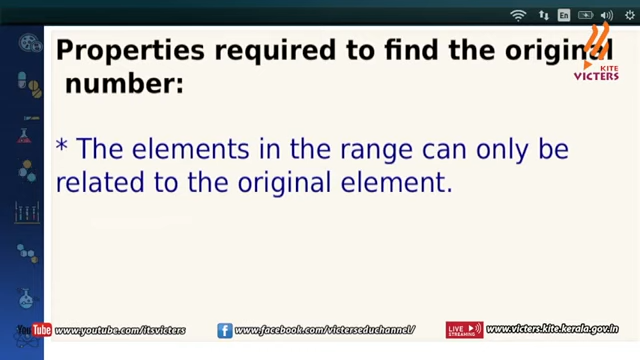 En
Properties required to find the original
number:
KITE
VICTERS
* The elements in the range can only be
related to the original element.
YouTube www.youtube.com/itsvicters
f www.facebook.com/victerseduchannel/
LIVE STREAMING www.victers.kite.kerala.gov.in